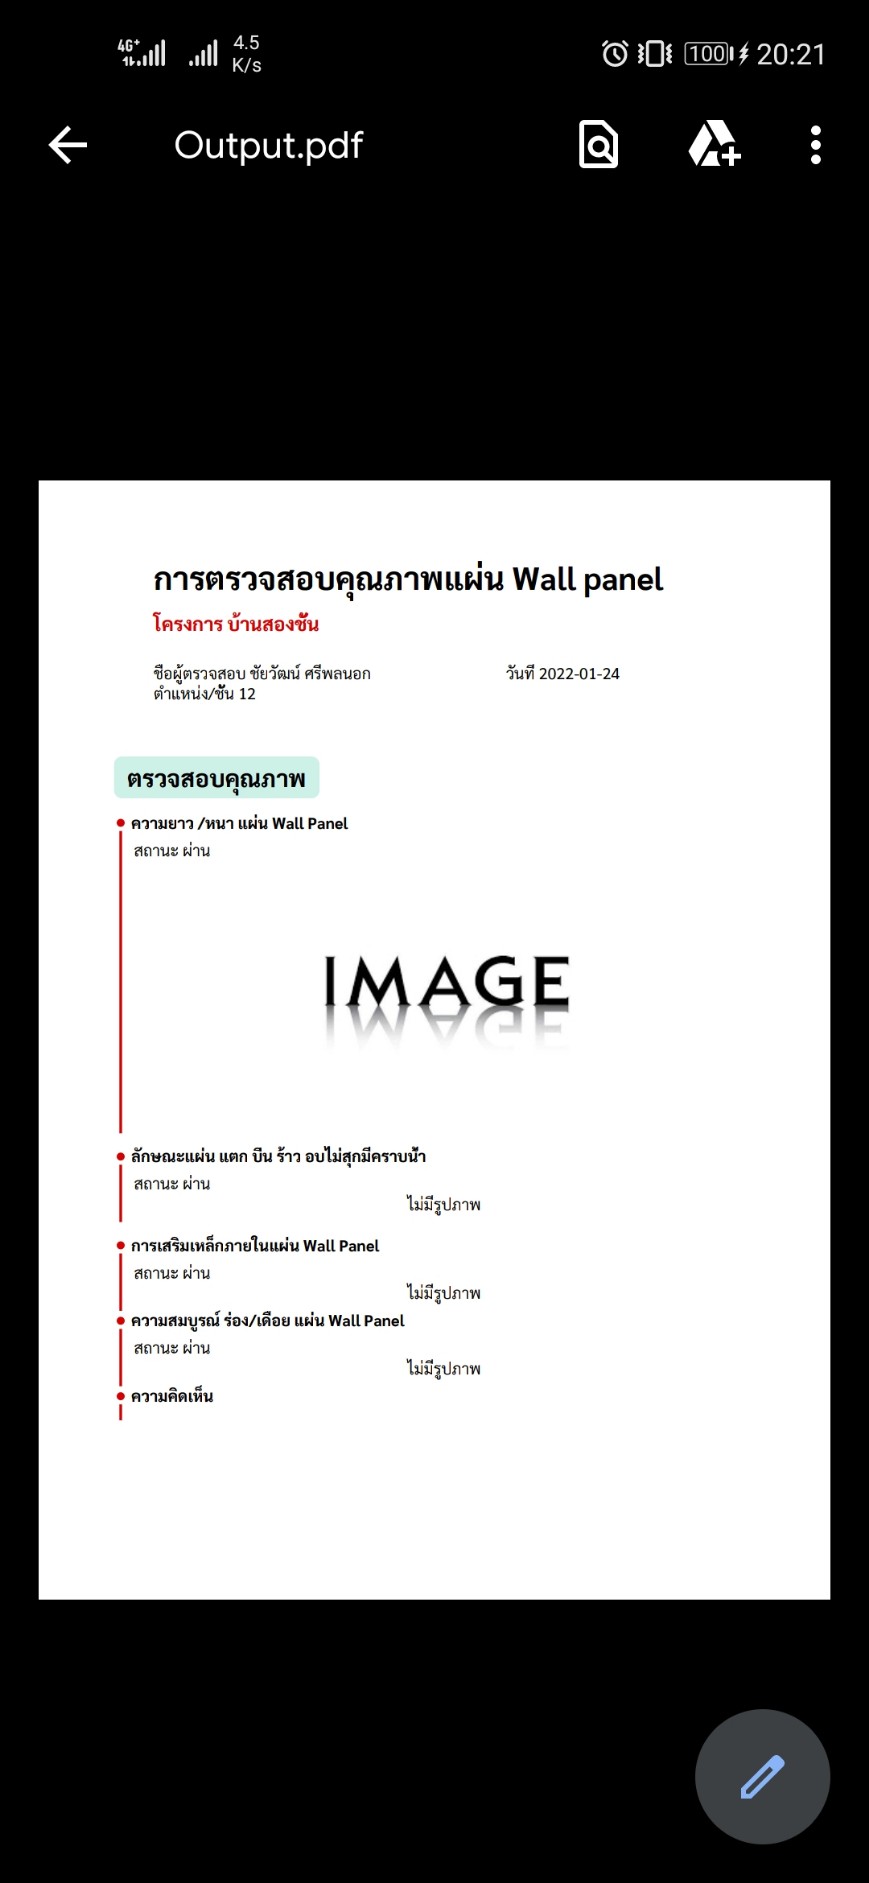 4G+
4.5
K/s
100
20:21
Output.pdf
การตรวจสอบคุณภาพแผ่น Wall panel
โครงการ บ้านสองชั้น
ชื่อผู้ตรวจสอบ ชัยวัฒน์ ศรีพลนอก
วันที่ 2022-01-24
ตำแหน่ง/ชั้น 12
ตรวจสอบคุณภาพ
ความยาว /หนา แผ่น Wall Panel
สถานะ ผ่าน
IMAGE
ลักษณะแผ่น แตก บิ่น ร้าว อบไม่สุกมีคราบน้ำ
สถานะ ผ่าน
ไม่มีรูปภาพ
การเสริมเหล็กภายในแผ่น Wall Panel
สถานะ ผ่าน
ไม่มีรูปภาพ
ความสมบูรณ์ ร่อง/เดือย แผ่น Wall Panel
สถานะ ผ่าน
ไม่มีรูปภาพ
ความคิดเห็น